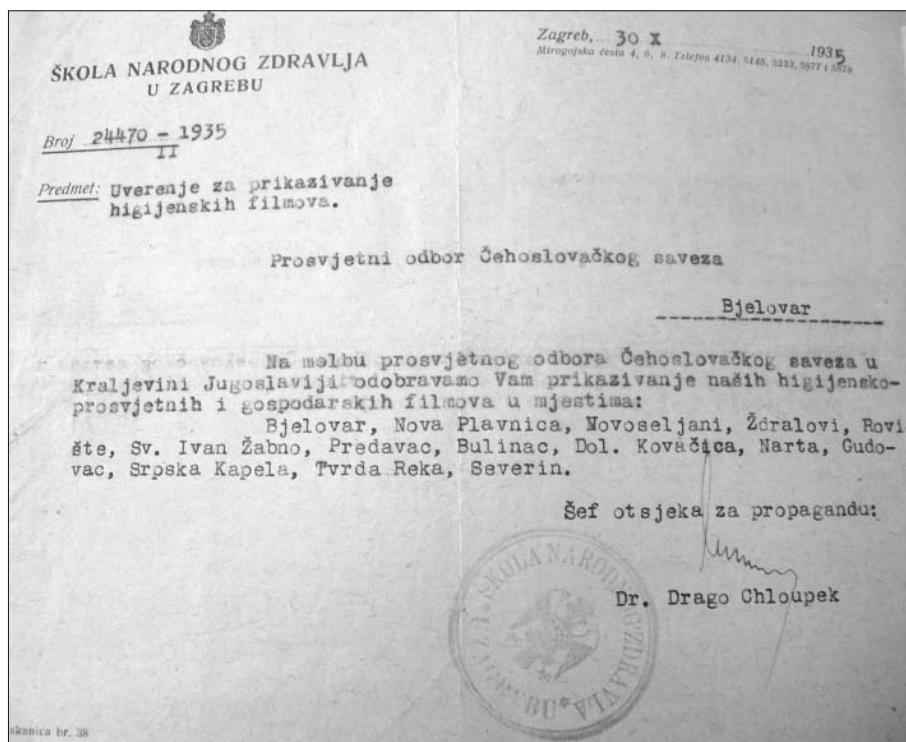 ŠKOLA NARODNOG ZDRAVLJA
U ZAGREBU
Zagreb, 30 X 1935
Mirogojska cesta 4, 6, 8. Telefon 4134, 5145, 5223, 5877 i 5878
Broj 24470 - 1935
II
Predmet: Uverenje za prikazivanje
higijenskih filmova.
Prosvjetni odbor Čehoslovačkog saveza
Bjelovar
Na molbu prosvjetnog odbora Čehoslovačkog saveza u
Kraljevini Jugoslaviji odobravamo Vam prikazivanje naših higijensko-
prosvjetnih i gospodarskih filmova u mjestima:
Bjelovar, Nova Plavnica, Novoseljani, Ždralovi, Rovi
šte, Sv. Ivan Žabno, Predavac, Bulinac, Dol. Kovačica, Narta, Gudo-
vac, Srpska Kapela, Tvrda Reka, Severin.
Šef otsjeka za propagandu:
Dr. Drago Chloupek
ŠKOLA NARODNOG ZDRAVLJA U ZAGREBU
skanica br. 38